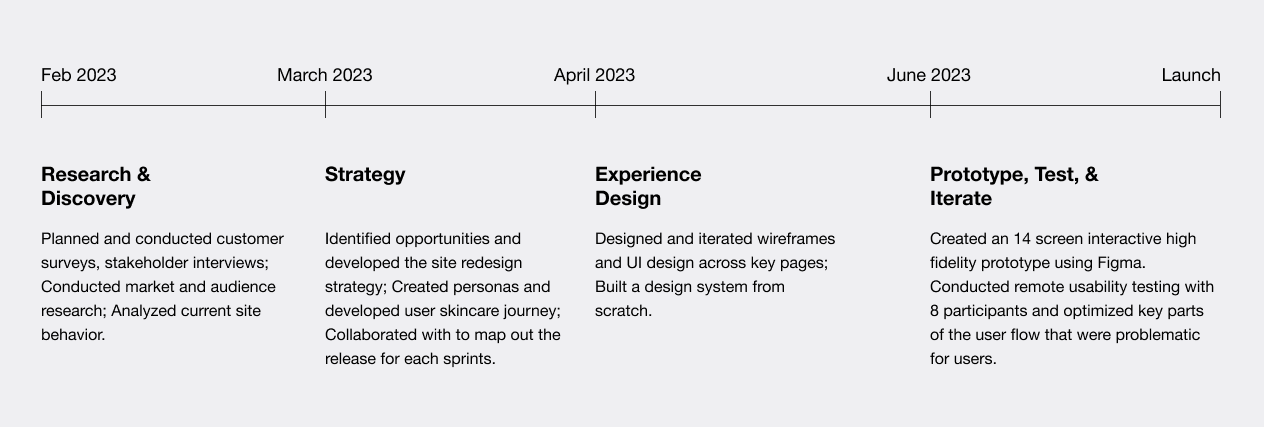 Feb 2023
March 2023
April 2023
June 2023
Launch
Research &
Discovery
Planned and conducted customer
surveys, stakeholder interviews;
Conducted market and audience
research; Analyzed current site
behavior.
Strategy
Identified opportunities and
developed the site redesign
strategy; Created personas and
developed user skincare journey;
Collaborated with to map out the
release for each sprints.
Experience
Design
Designed and iterated wireframes
and UI design across key pages;
Built a design system from
scratch.
Prototype, Test, &
Iterate
Created an 14 screen interactive high
fidelity prototype using Figma.
Conducted remote usability testing with
8 participants and optimized key parts
of the user flow that were problematic
for users.